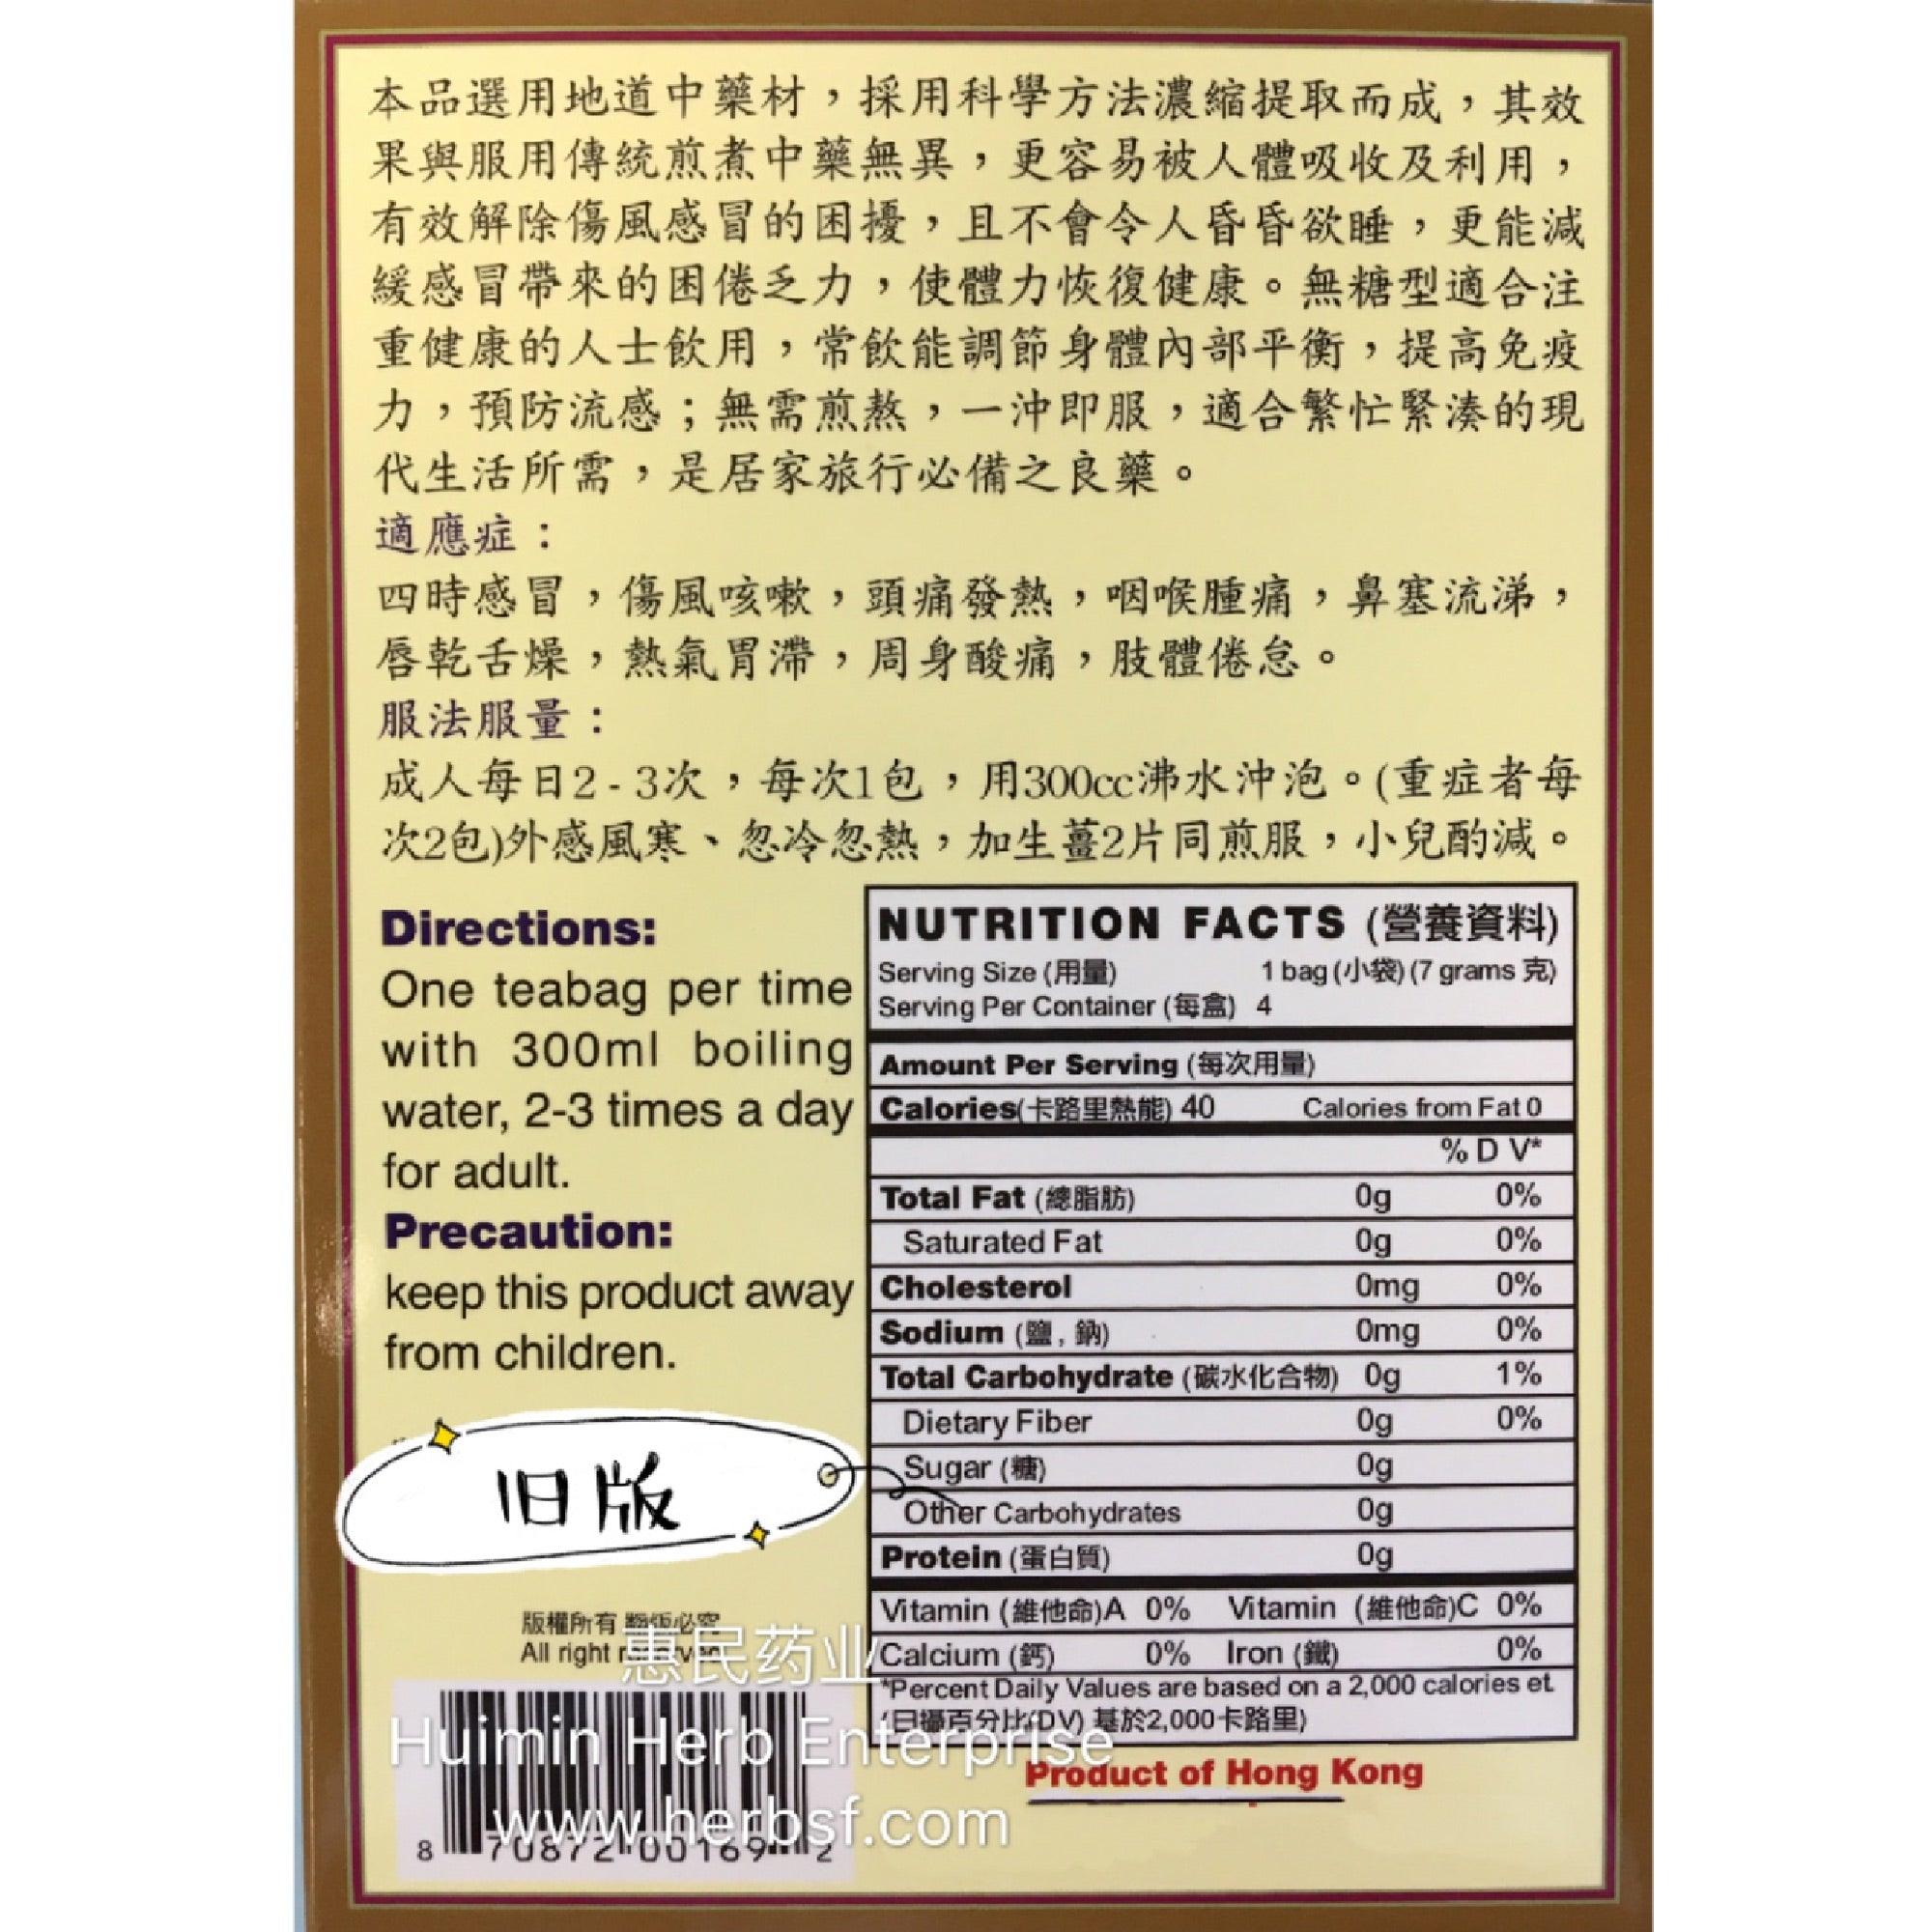 本品選用地道中藥材，採用科學方法濃縮提取而成，其效
果與服用傳統煎煮中藥無異，更容易被人體吸收及利用，
有效解除傷風感冒的困擾，且不會令人昏昏欲睡，更能減
緩感冒帶來的困倦乏力，使體力恢復健康。無糖型適合注
重健康的人士飲用，常飲能調節身體內部平衡，提高免疫
力，預防流感；無需煎熬，一沖即服，適合繁忙緊湊的現
代生活所需，是居家旅行必備之良藥。
適應症：
四時感冒，傷風咳嗽，頭痛發熱，咽喉腫痛，鼻塞流涕，
唇乾舌燥，熱氣胃滯，周身酸痛，肢體倦怠。
服法服量：
成人每日2-3次，每次1包，用300cc沸水沖泡。(重症者每
次2包)外感風寒、忽冷忽熱，加生薑2片同煎服，小兒酌減。
Directions:
One teabag per time
with 300ml boiling
water, 2-3 times a day
for adult.
Precaution:
keep this product away
from children.
旧版
版權所有 翻版必究
All right reserved
惠民药业
Huimin Herb Enterprise
www.herbsf.com
8 70872 00169 2
NUTRITION FACTS (營養資料)
Serving Size (用量) 1 bag (小袋) (7 grams 克)
Serving Per Container (每盒) 4
Amount Per Serving (每次用量)
Calories(卡路里熱能) 40 Calories from Fat 0
% D V*
Total Fat (總脂肪) 0g 0%
Saturated Fat 0g 0%
Cholesterol 0mg 0%
Sodium (鹽, 鈉) 0mg 0%
Total Carbohydrate (碳水化合物) 0g 1%
Dietary Fiber 0g 0%
Sugar (糖) 0g
Other Carbohydrates 0g
Protein (蛋白質) 0g
Vitamin (維他命)A 0% Vitamin (維他命)C 0%
Calcium (鈣) 0% Iron (鐵) 0%
*Percent Daily Values are based on a 2,000 calories et
(日攝百分比(DV) 基於2,000卡路里)
Product of Hong Kong